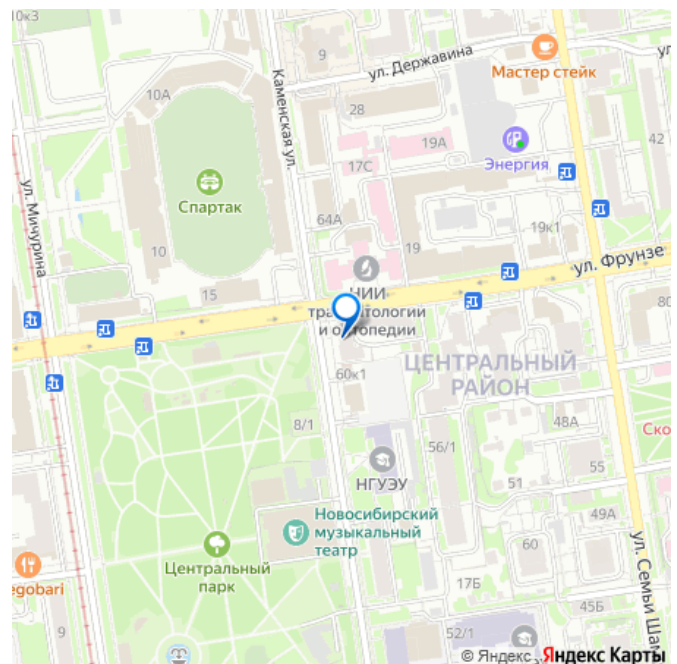 10к3
9
ул. Державина
Мастер стейк
10А
Каменская ул.
28
19А
42
17С
Энергия
ул. Мичурина
Спартак
64А
19к1
10
19
15
ул. Фрунзе
НИИ
травматологии
и ортопедии
80
60к1
ЦЕНТРАЛЬНЫЙ
РАЙОН
8/1
48А
56/1
Ско
НГУЭУ
51
55
Новосибирский
музыкальный
театр
49А
60
Центральный
парк
egobari
17Б
ул. Семьи Шам
9
52/1
45Б
© Яндекс
Яндекс Карты